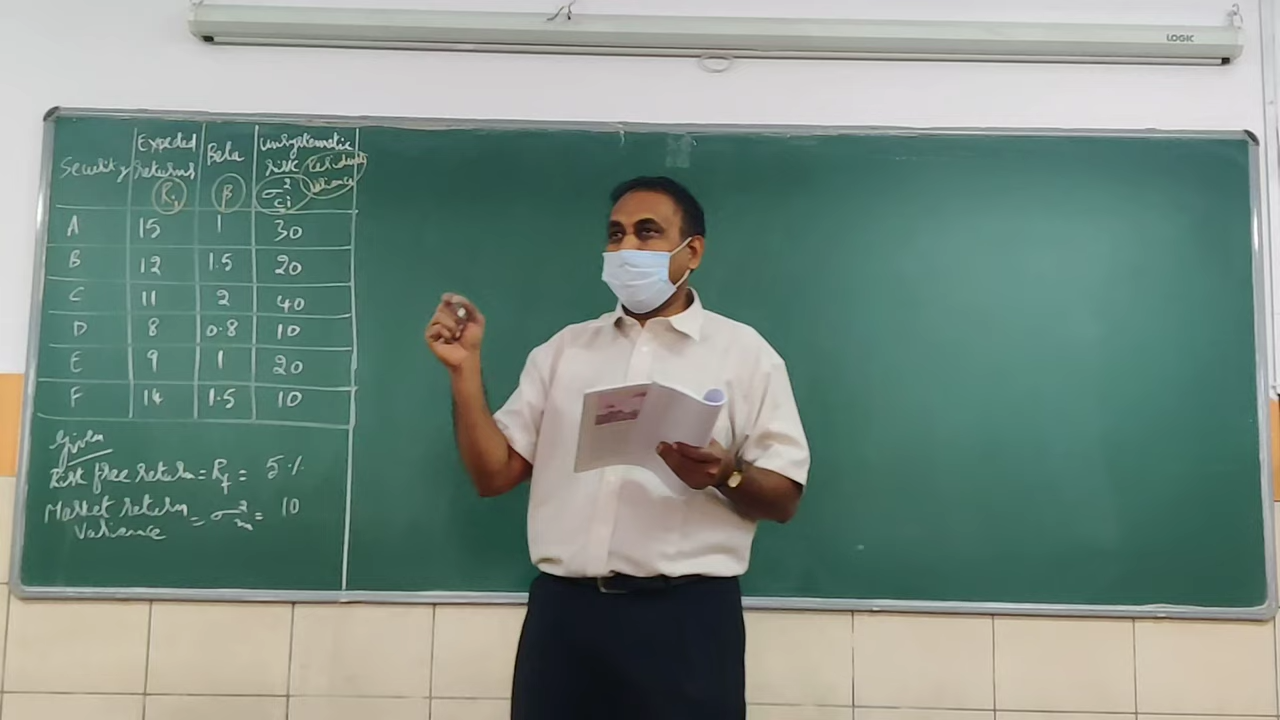 LOGIC
Security
Expected
returns
Ri
Beta
β
unsystematic
risk
Residual
variance
σ²ci
A 15 1 30
B 12 1.5 20
C 11 2 40
D 8 0.8 10
E 9 1 20
F 14 1.5 10
Given
Risk free return = Rf = 5%
Market return
Variance = σ²m = 10